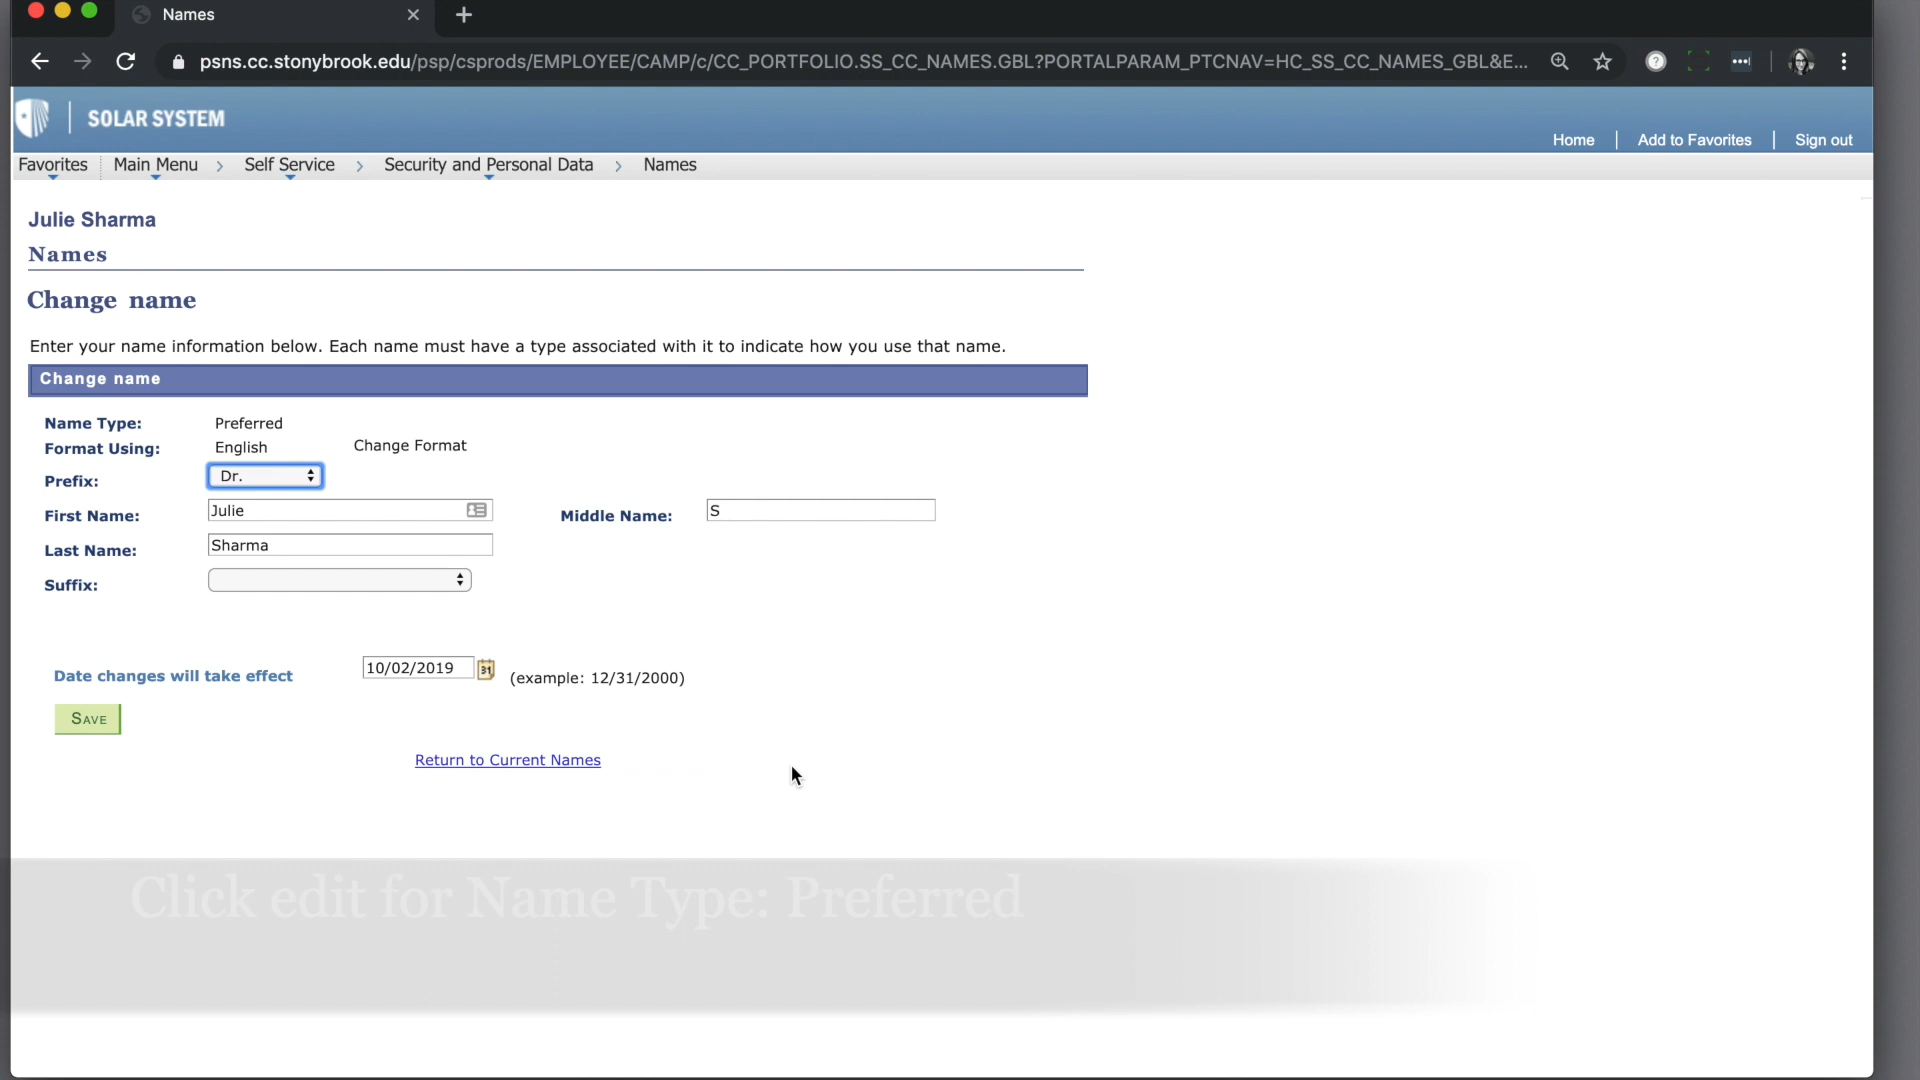 Names
psns.cc.stonybrook.edu/psp/csprods/EMPLOYEE/CAMP/c/CC_PORTFOLIO.SS_CC_NAMES.GBL?PORTALPARAM_PTCNAV=HC_SS_CC_NAMES_GBL&E...
SOLAR SYSTEM
Home | Add to Favorites | Sign out
Favorites Main Menu > Self Service > Security and Personal Data > Names
Julie Sharma
Names
Change name
Enter your name information below. Each name must have a type associated with it to indicate how you use that name.
Change name
Name Type: Preferred
Format Using: English Change Format
Prefix: Dr.
First Name: Julie Middle Name: S
Last Name: Sharma
Suffix:
Date changes will take effect 10/02/2019 31 (example: 12/31/2000)
SAVE
Return to Current Names
Click edit for Name Type: Preferred